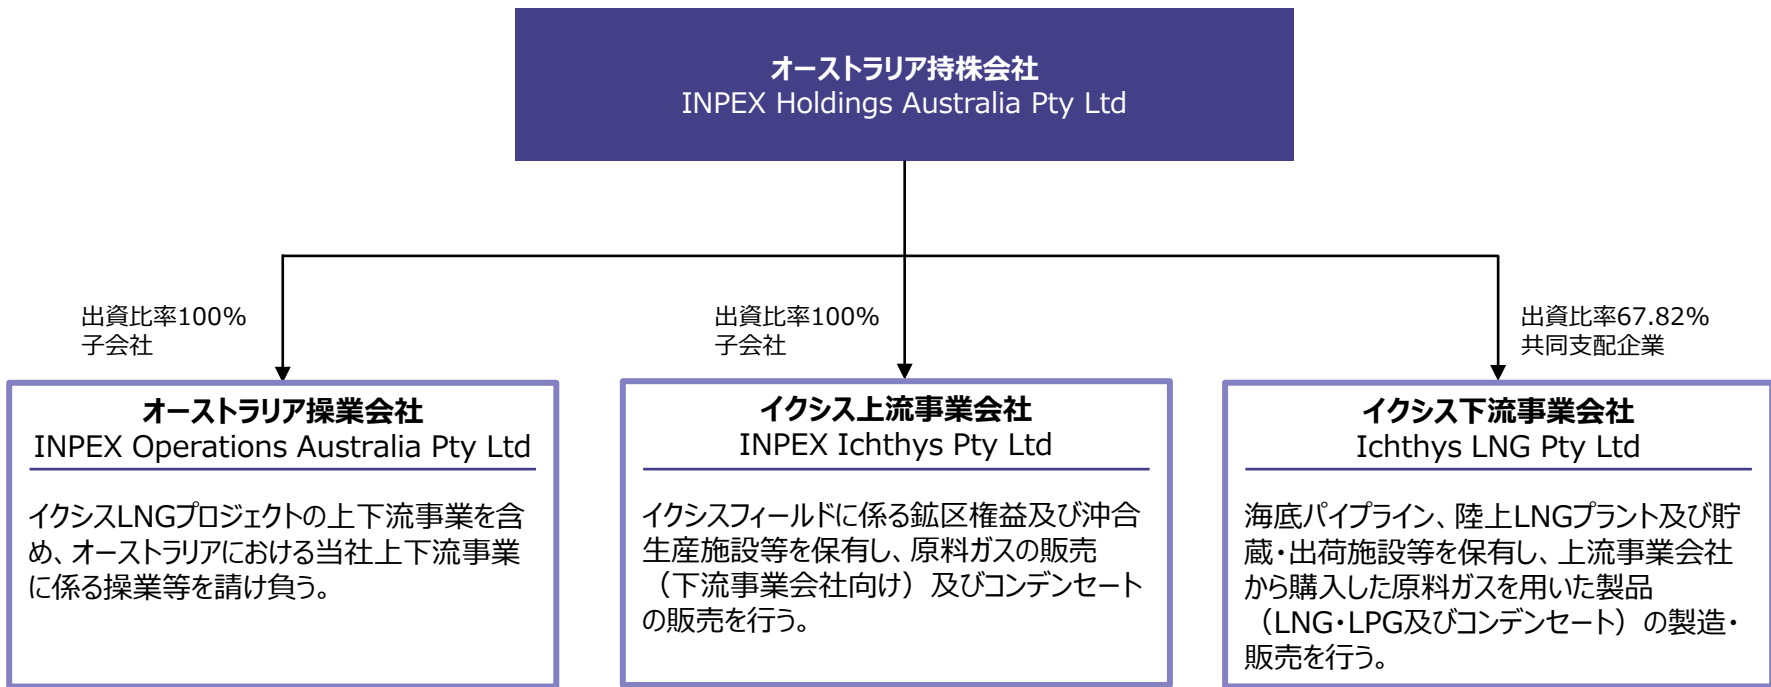 オーストラリア持株会社
INPEX Holdings Australia Pty Ltd
出資比率100%
子会社
出資比率100%
子会社
出資比率67.82%
共同支配企業
オーストラリア操業会社
INPEX Operations Australia Pty Ltd
イクシスLNGプロジェクトの上下流事業を含
め、オーストラリアにおける当社上下流事業
に係る操業等を請け負う。
イクシス上流事業会社
INPEX Ichthys Pty Ltd
イクシスフィールドに係る鉱区権益及び沖合
生産施設等を保有し、原料ガスの販売
（下流事業会社向け）及びコンデンセート
の販売を行う。
イクシス下流事業会社
Ichthys LNG Pty Ltd
海底パイプライン、陸上LNGプラント及び貯
蔵・出荷施設等を保有し、上流事業会社
から購入した原料ガスを用いた製品
（LNG・LPG及びコンデンセート）の製造・
販売を行う。